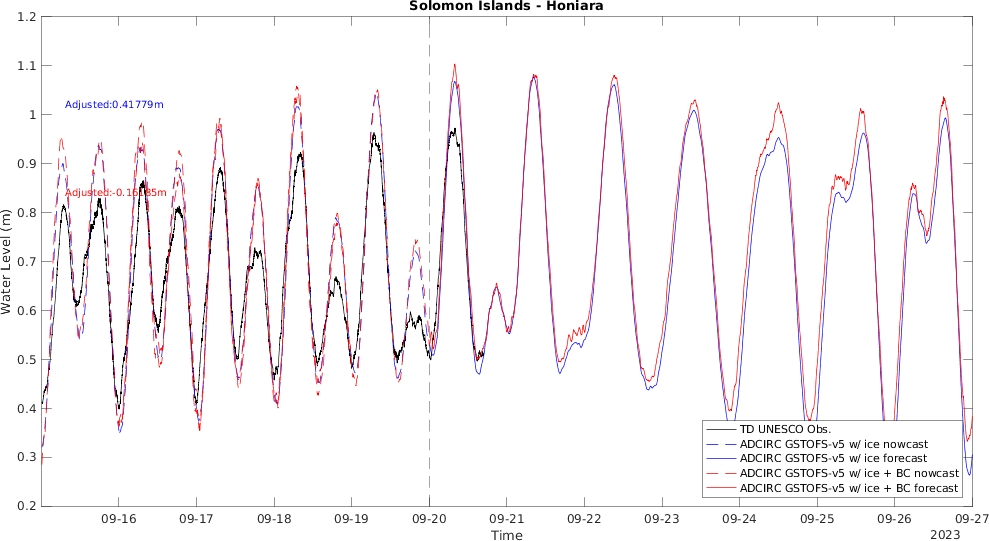 Solomon Islands - Honiara
1.2
1.1
1
0.9
0.8
0.7
0.6
0.5
0.4
0.3
0.2
Water Level (m)
Adjusted:0.41779m
TD UNESCO Obs.
ADCIRC GSTOFS-v5 w/ ice nowcast
ADCIRC GSTOFS-v5 w/ ice forecast
ADCIRC GSTOFS-v5 w/ ice + BC nowcast
ADCIRC GSTOFS-v5 w/ ice + BC forecast
09-16 09-17 09-18 09-19 09-20 09-21 09-22 09-23 09-24 09-25 09-26 09-27
Time
2023